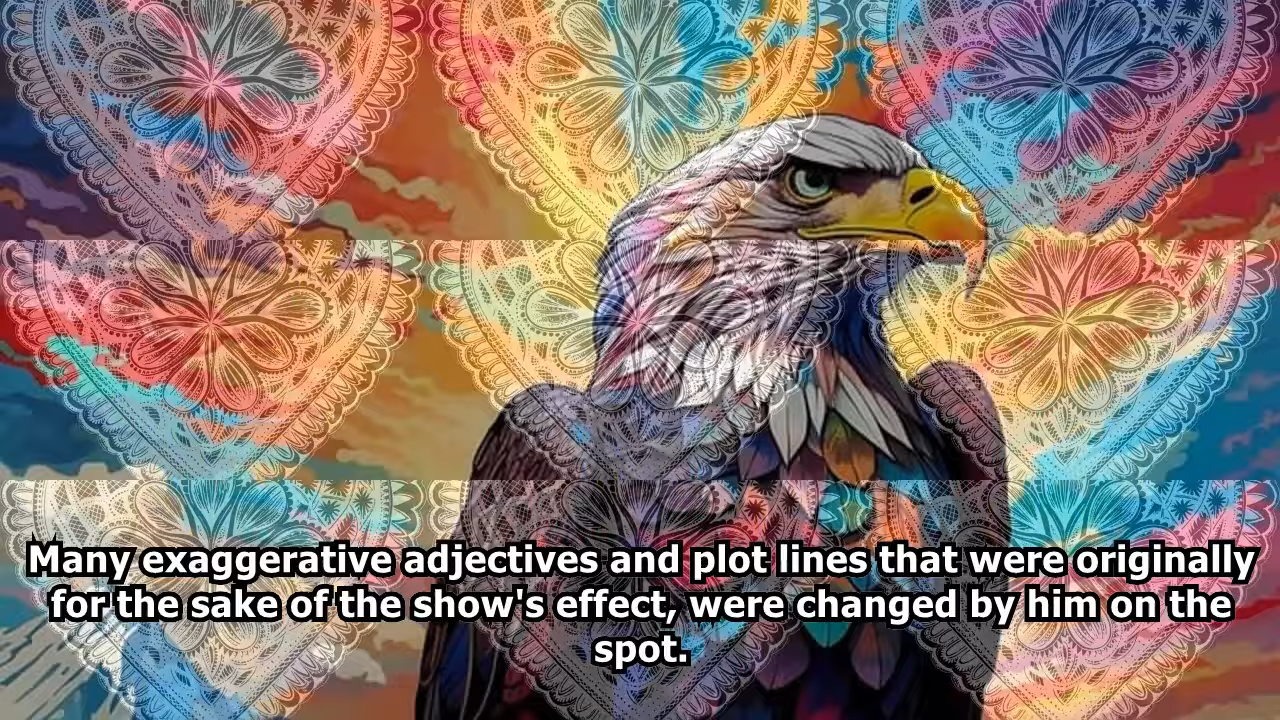 Many exaggerative adjectives and plot lines that were originally
for the sake of the show's effect, were changed by him on the
spot.